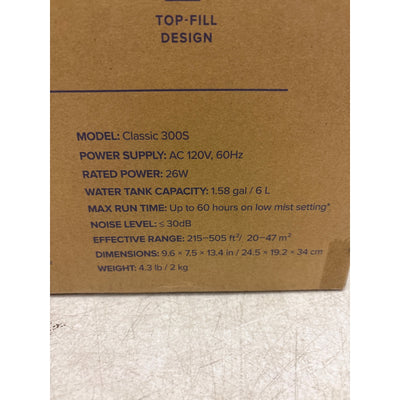 TOP-FILL
DESIGN
MODEL: Classic 300S
POWER SUPPLY: AC 120V, 60Hz
RATED POWER: 26W
WATER TANK CAPACITY: 1.58 gal / 6 L
MAX RUN TIME: Up to 60 hours on low mist setting*
NOISE LEVEL: ≤ 30dB
EFFECTIVE RANGE: 215–505 ft²/ 20–47 m²
DIMENSIONS: 9.6 × 7.5 × 13.4 in / 24.5 × 19.2 × 34 cm
WEIGHT: 4.3 lb / 2 kg